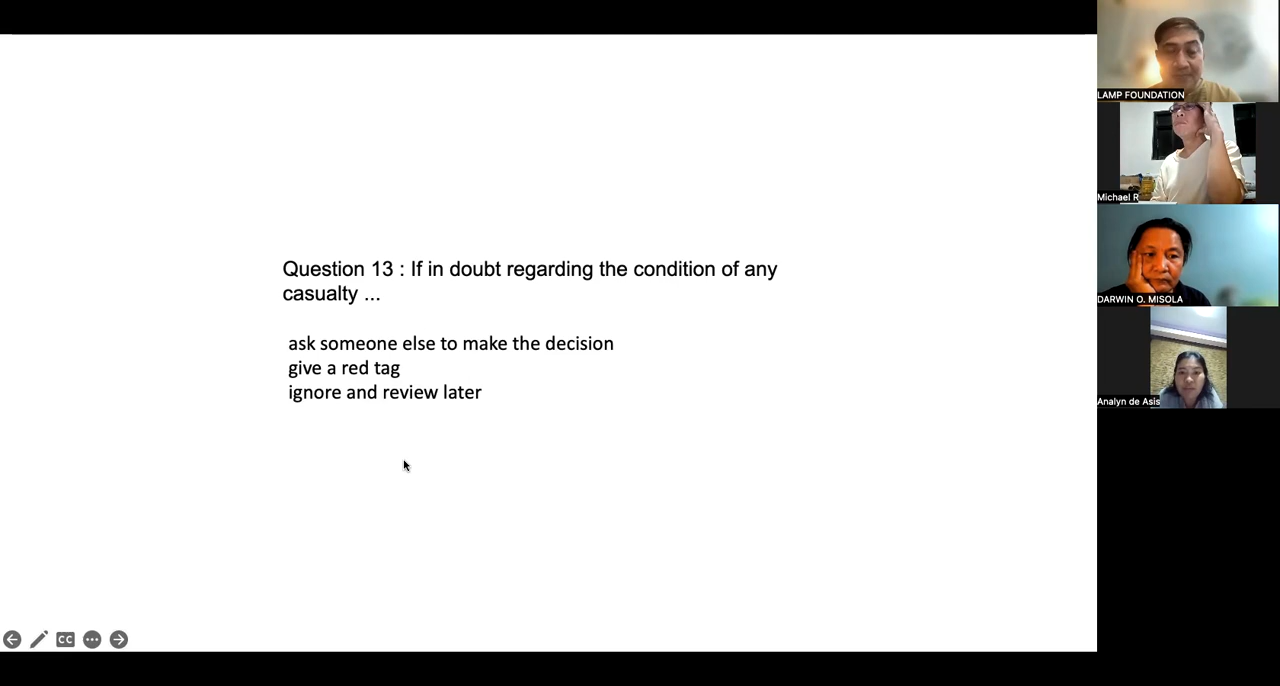 Question 13 : If in doubt regarding the condition of any
casualty ...
ask someone else to make the decision
give a red tag
ignore and review later
CC
LAMP FOUNDATION
Michael R
DARWIN O. MISOLA
Analyn de Asis